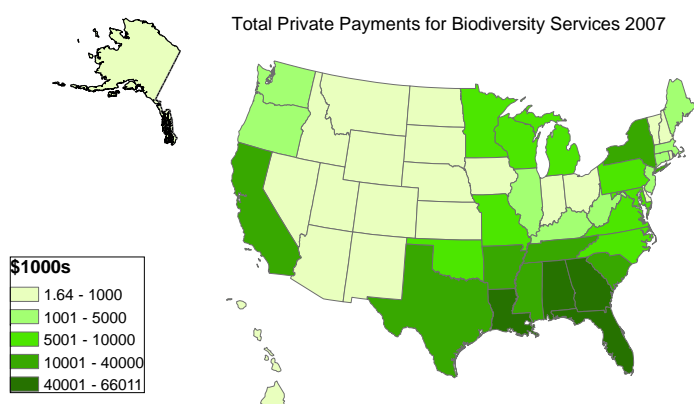 Total Private Payments for Biodiversity Services 2007
$1000s
1.64 - 1000
1001 - 5000
5001 - 10000
10001 - 40000
40001 - 66011